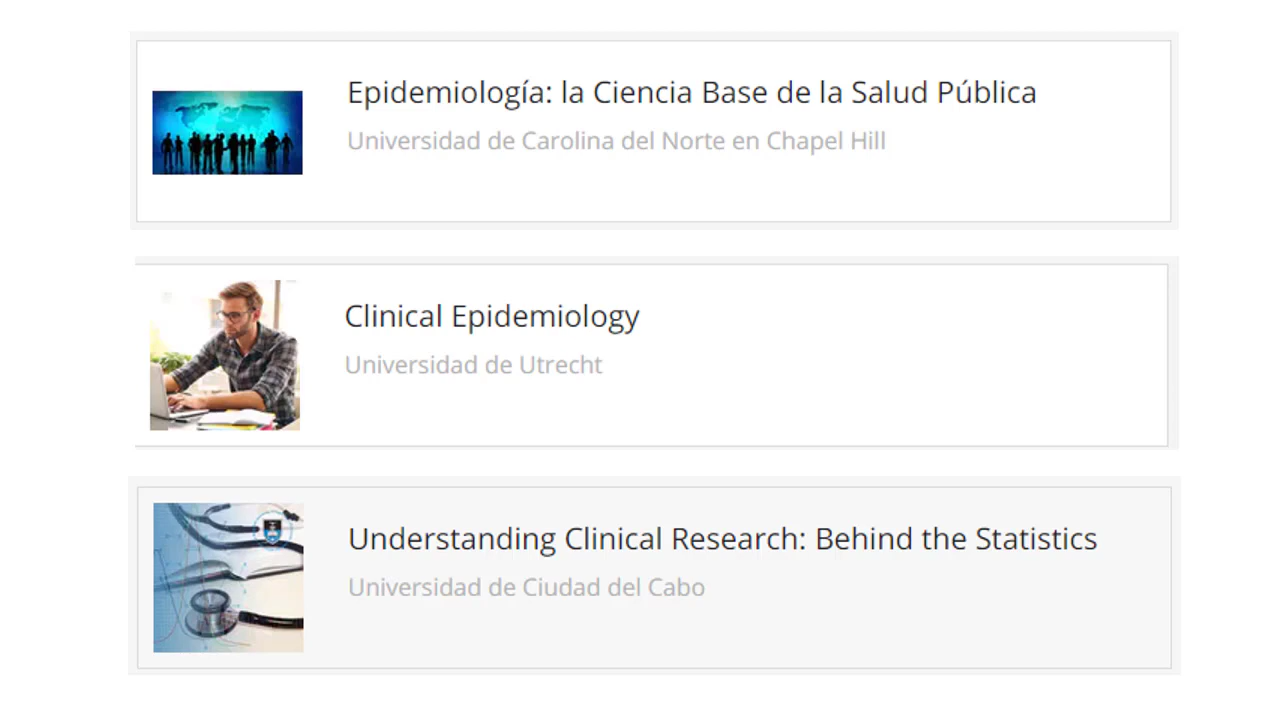 Epidemiología: la Ciencia Base de la Salud Pública
Universidad de Carolina del Norte en Chapel Hill
Clinical Epidemiology
Universidad de Utrecht
Understanding Clinical Research: Behind the Statistics
Universidad de Ciudad del Cabo